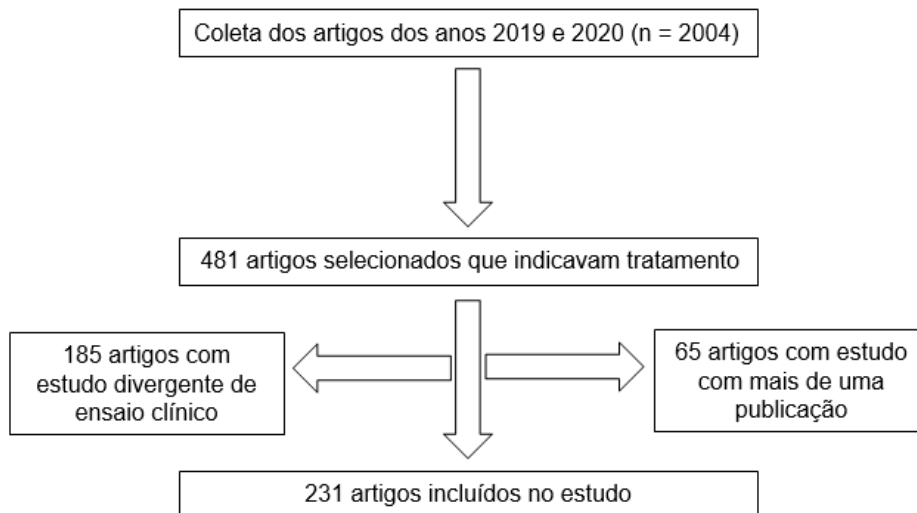 Coleta dos artigos dos anos 2019 e 2020 (n = 2004)
481 artigos selecionados que indicavam tratamento
185 artigos com
estudo divergente de
ensaio clínico
65 artigos com estudo
com mais de uma
publicação
231 artigos incluídos no estudo